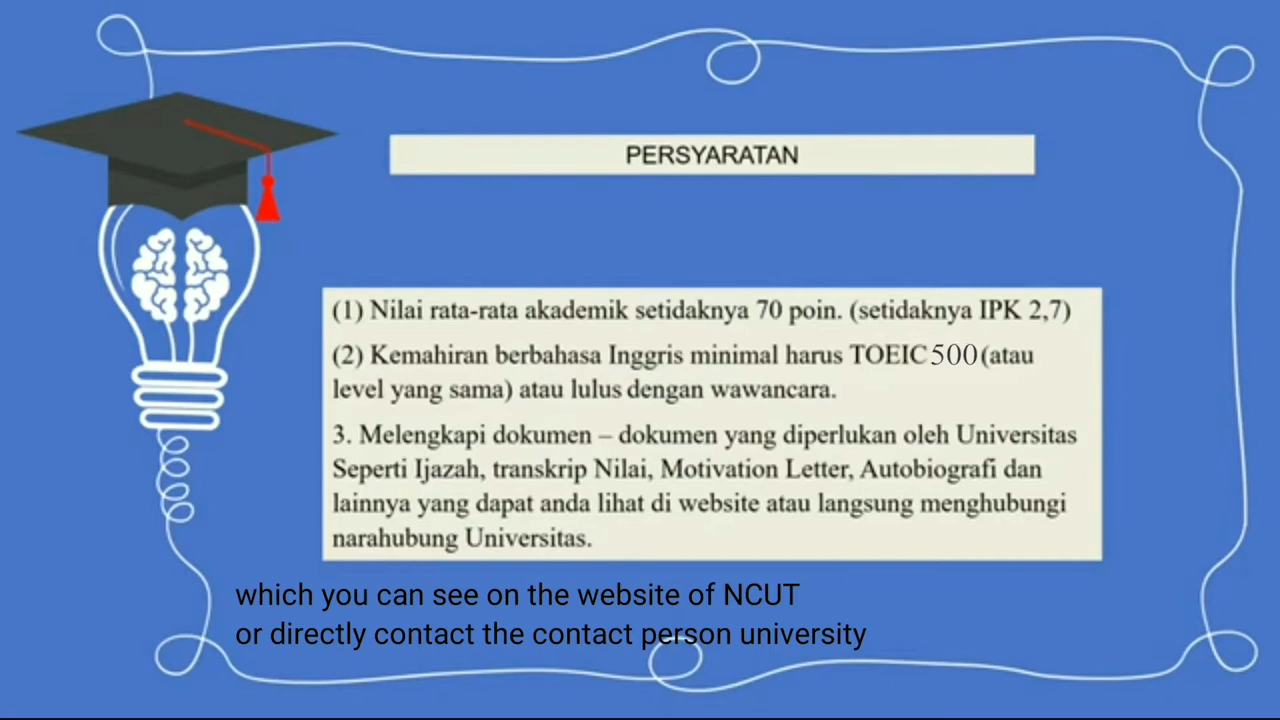 PERSYARATAN
(1) Nilai rata-rata akademik setidaknya 70 poin. (setidaknya IPK 2,7)
(2) Kemahiran berbahasa Inggris minimal harus TOEIC 500 (atau
level yang sama) atau lulus dengan wawancara.
3. Melengkapi dokumen – dokumen yang diperlukan oleh Universitas
Seperti Ijazah, transkrip Nilai, Motivation Letter, Autobiografi dan
lainnya yang dapat anda lihat di website atau langsung menghubungi
narahubung Universitas.
which you can see on the website of NCUT
or directly contact the contact person university